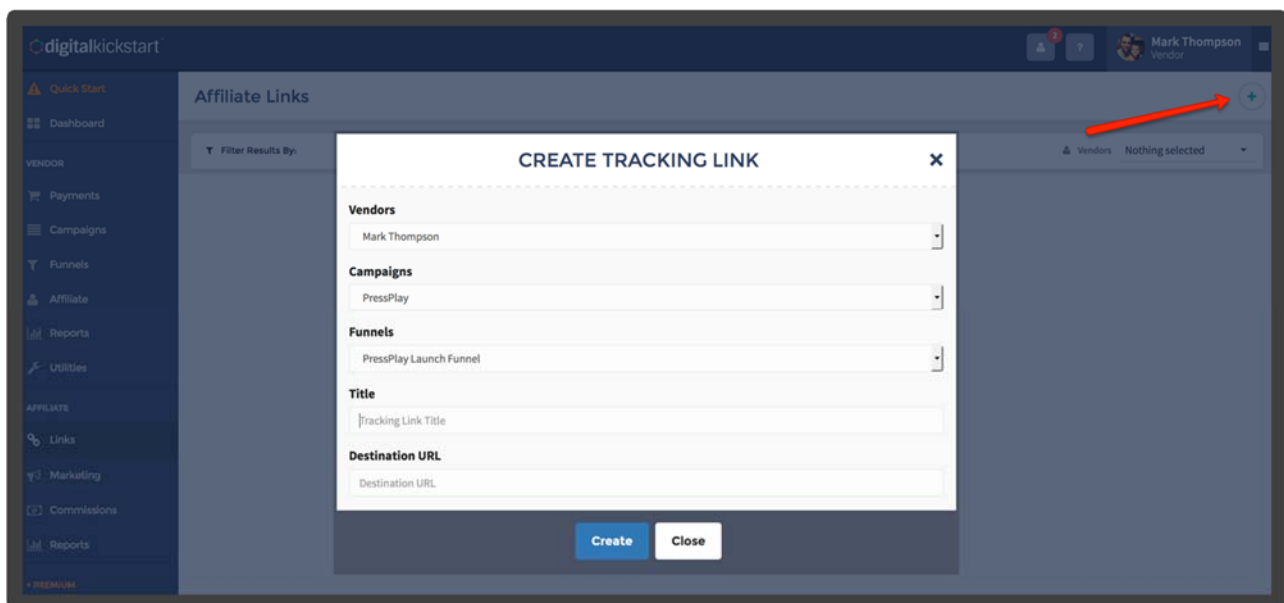 digitalkickstart
2
?
Mark Thompson
Vendor
Quick Start
Dashboard
VENDOR
Payments
Campaigns
Funnels
Affiliate
Reports
Utilities
AFFILIATE
Links
Marketing
Commissions
Reports
+ PREMIUM
Affiliate Links
+
Filter Results By:
Vendors Nothing selected
CREATE TRACKING LINK
Vendors
Mark Thompson
Campaigns
PressPlay
Funnels
PressPlay Launch Funnel
Title
Tracking Link Title
Destination URL
Destination URL
Create Close